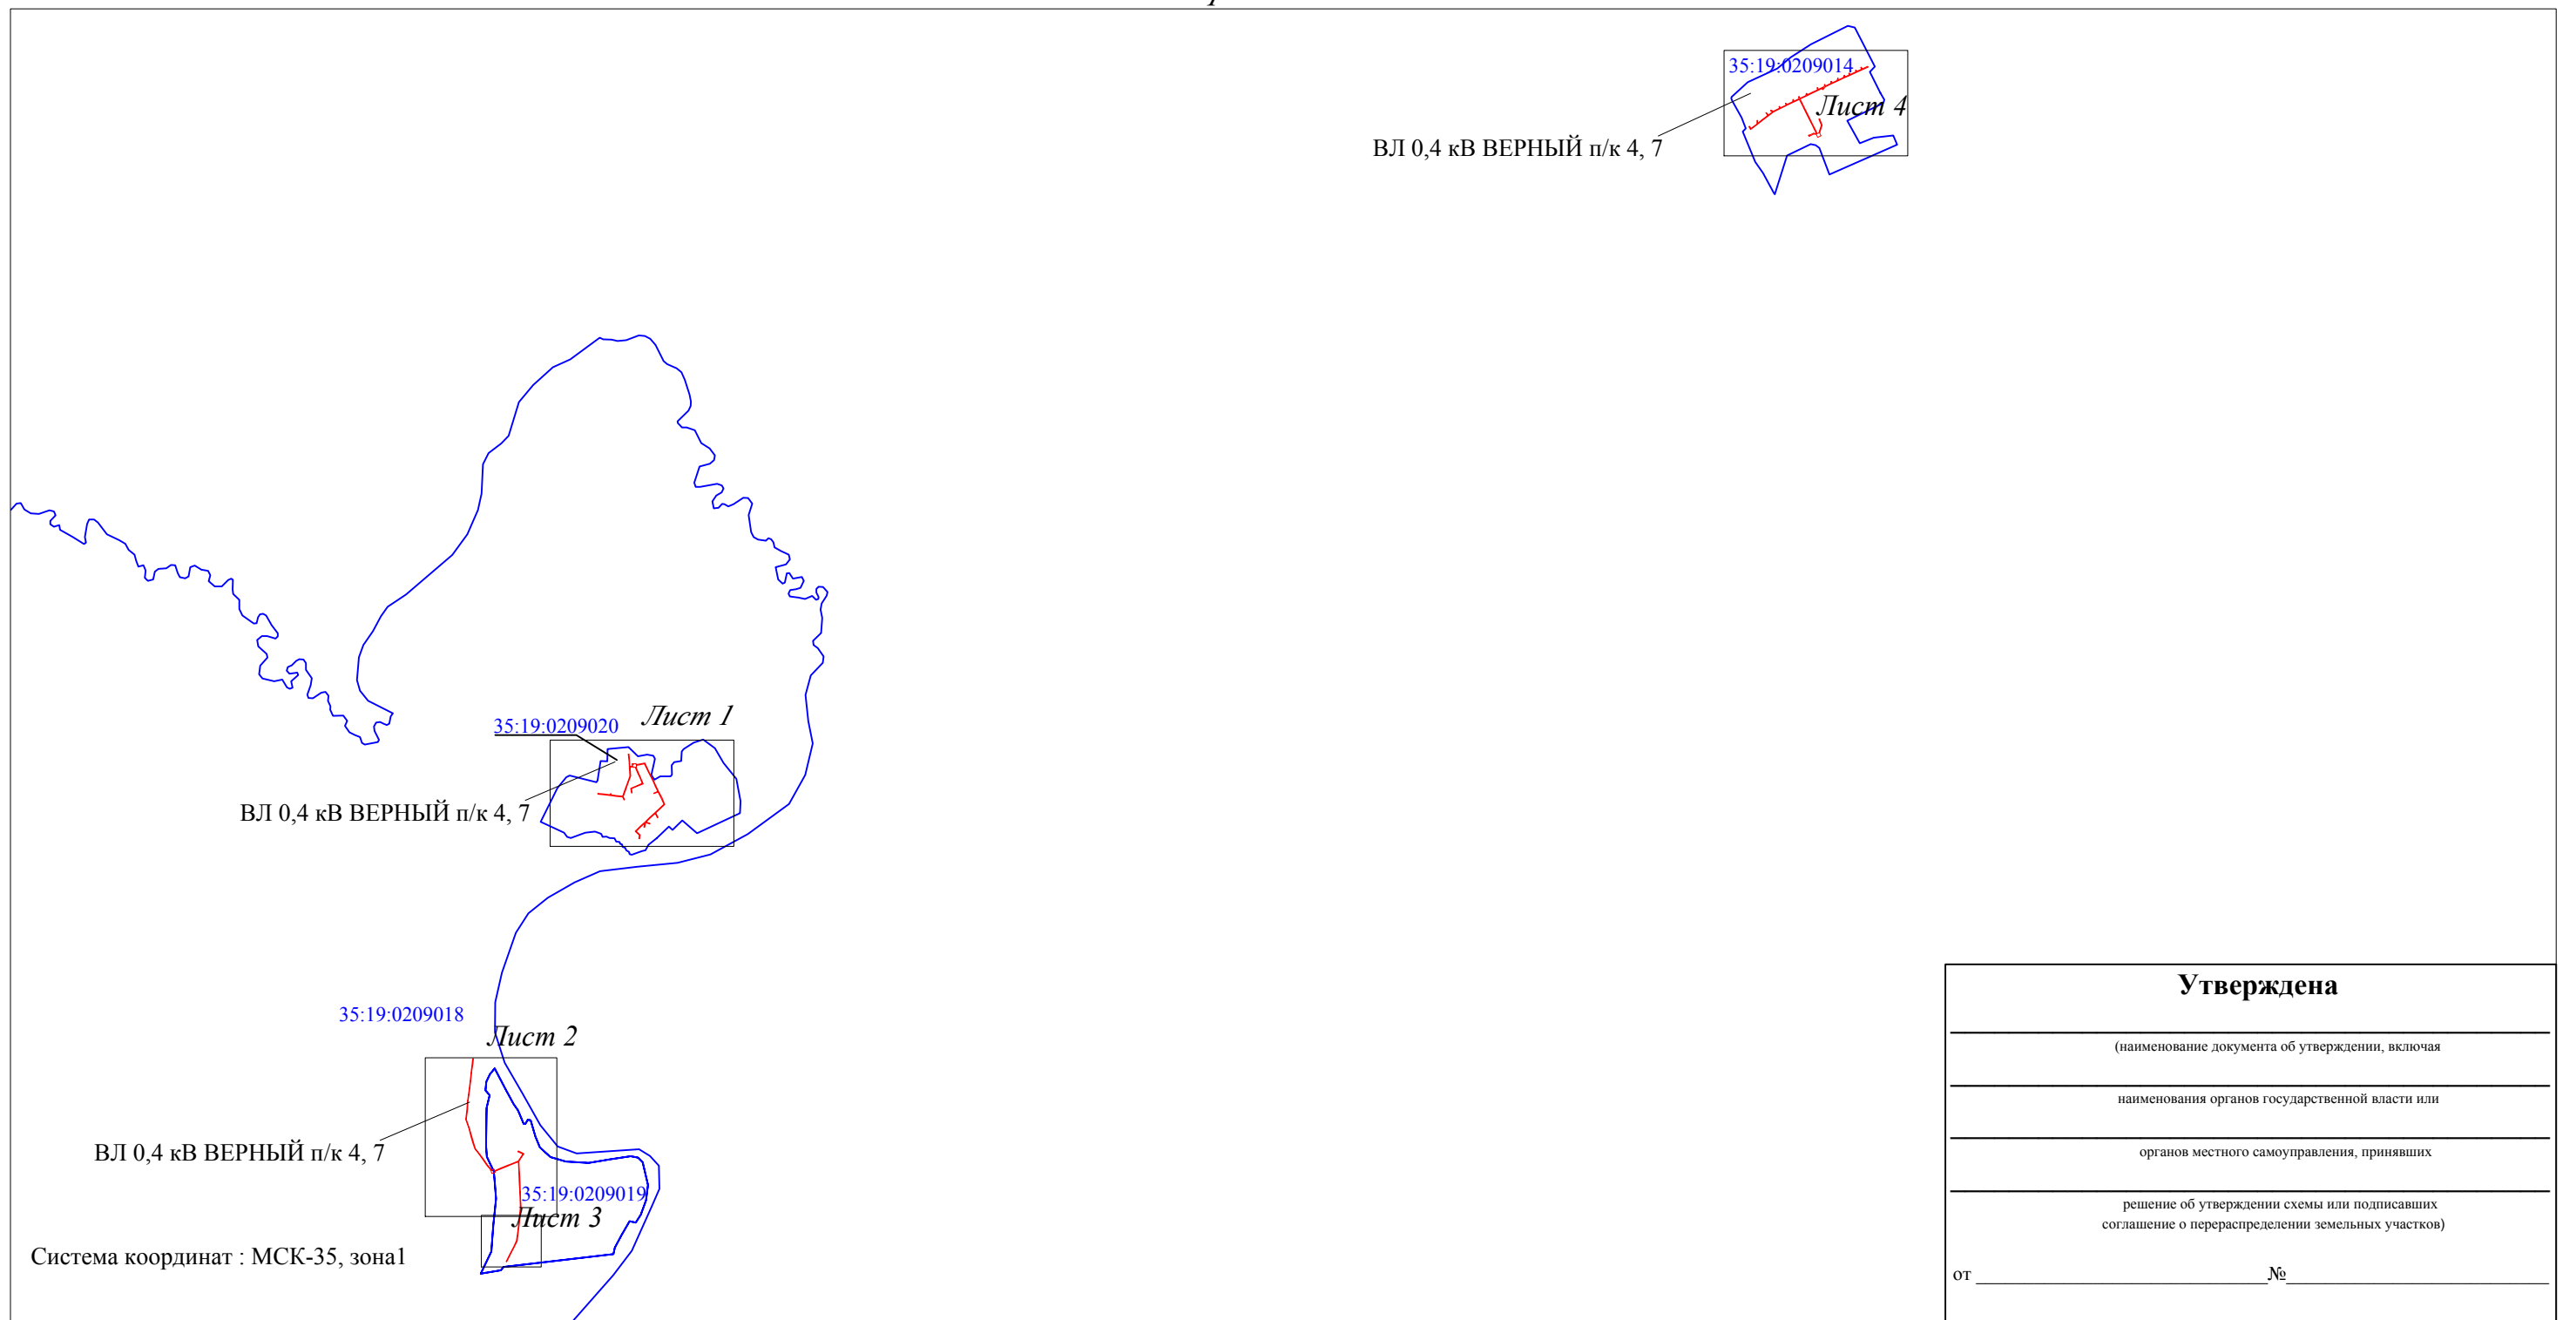 35:19:0209014
Лист 4
ВЛ 0,4 кВ ВЕРНЫЙ п/к 4, 7
35:19:0209020
Лист 1
ВЛ 0,4 кВ ВЕРНЫЙ п/к 4, 7
35:19:0209018
Лист 2
ВЛ 0,4 кВ ВЕРНЫЙ п/к 4, 7
35:19:0209019
Лист 3
Система координат : МСК-35, зона1
Утверждена
(наименование документа об утверждении, включая
наименования органов государственной власти или
органов местного самоуправления, принявших
решение об утверждении схемы или подписавших
соглашение о перераспределении земельных участков)
от ____________________ №____________________